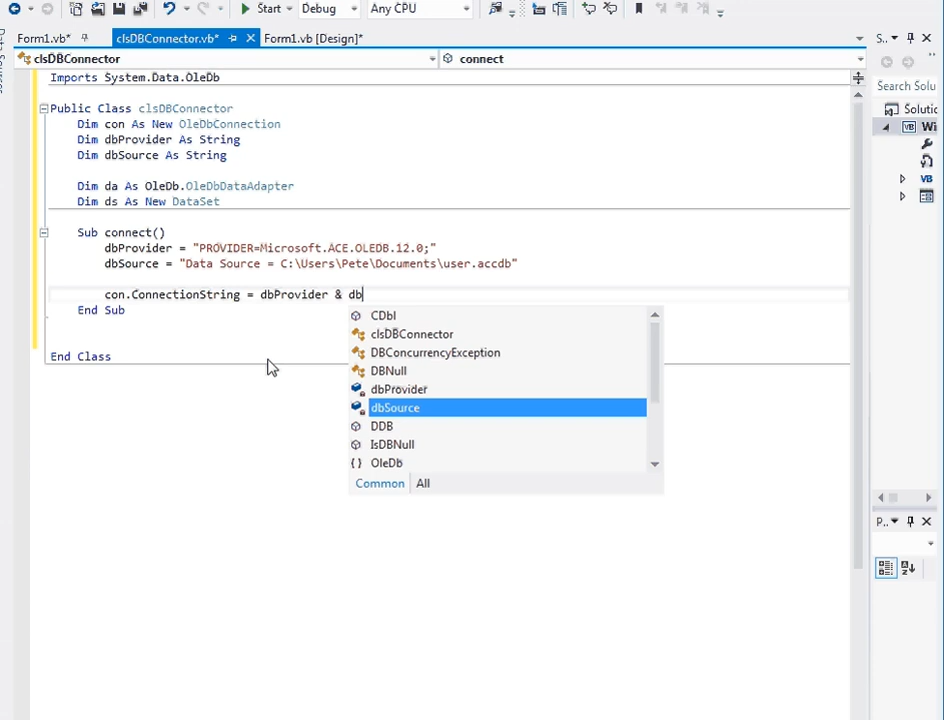 Start Debug Any CPU
Form1.vb* clsDBConnector.vb* Form1.vb [Design]* S..
clsDBConnector connect
Imports System.Data.OleDb
Search Solu
Public Class clsDBConnector
Solutio
Dim con As New OleDbConnection
Wi
Dim dbProvider As String
Dim dbSource As String
Dim da As OleDb.OleDbDataAdapter
Dim ds As New DataSet
Sub connect()
dbProvider = "PROVIDER=Microsoft.ACE.OLEDB.12.0;"
dbSource = "Data Source = C:\Users\Pete\Documents\user.accdb"
con.ConnectionString = dbProvider & db
End Sub
CDbl
clsDBConnector
DBConcurrencyException
End Class
DBNull
dbProvider
dbSource
DDB
IsDBNull
OleDb
Common All
P..